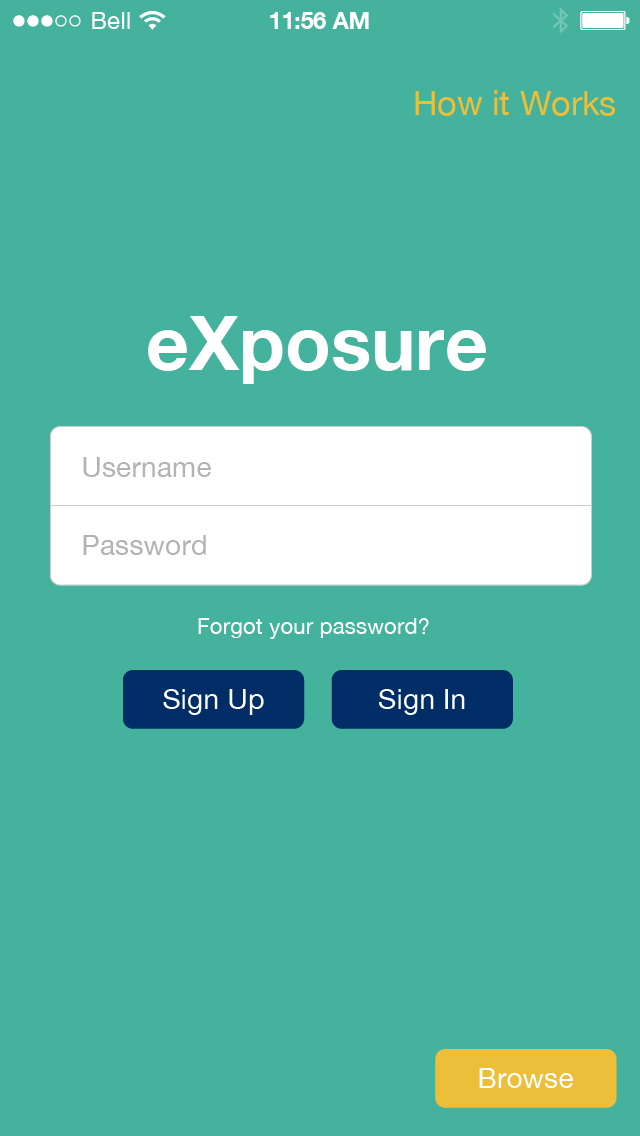 Bell 11:56 AM
How it Works
eXposure
Username
Password
Forgot your password?
Sign Up Sign In
Browse